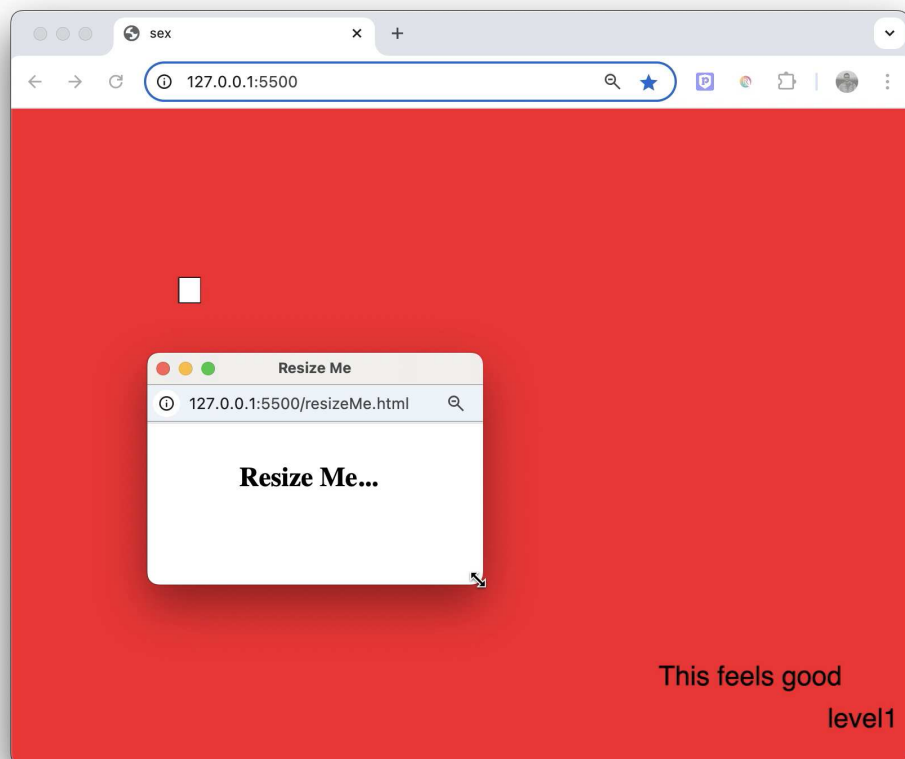 sex
127.0.0.1:5500
Resize Me
127.0.0.1:5500/resizeMe.html
Resize Me...
This feels good
level1